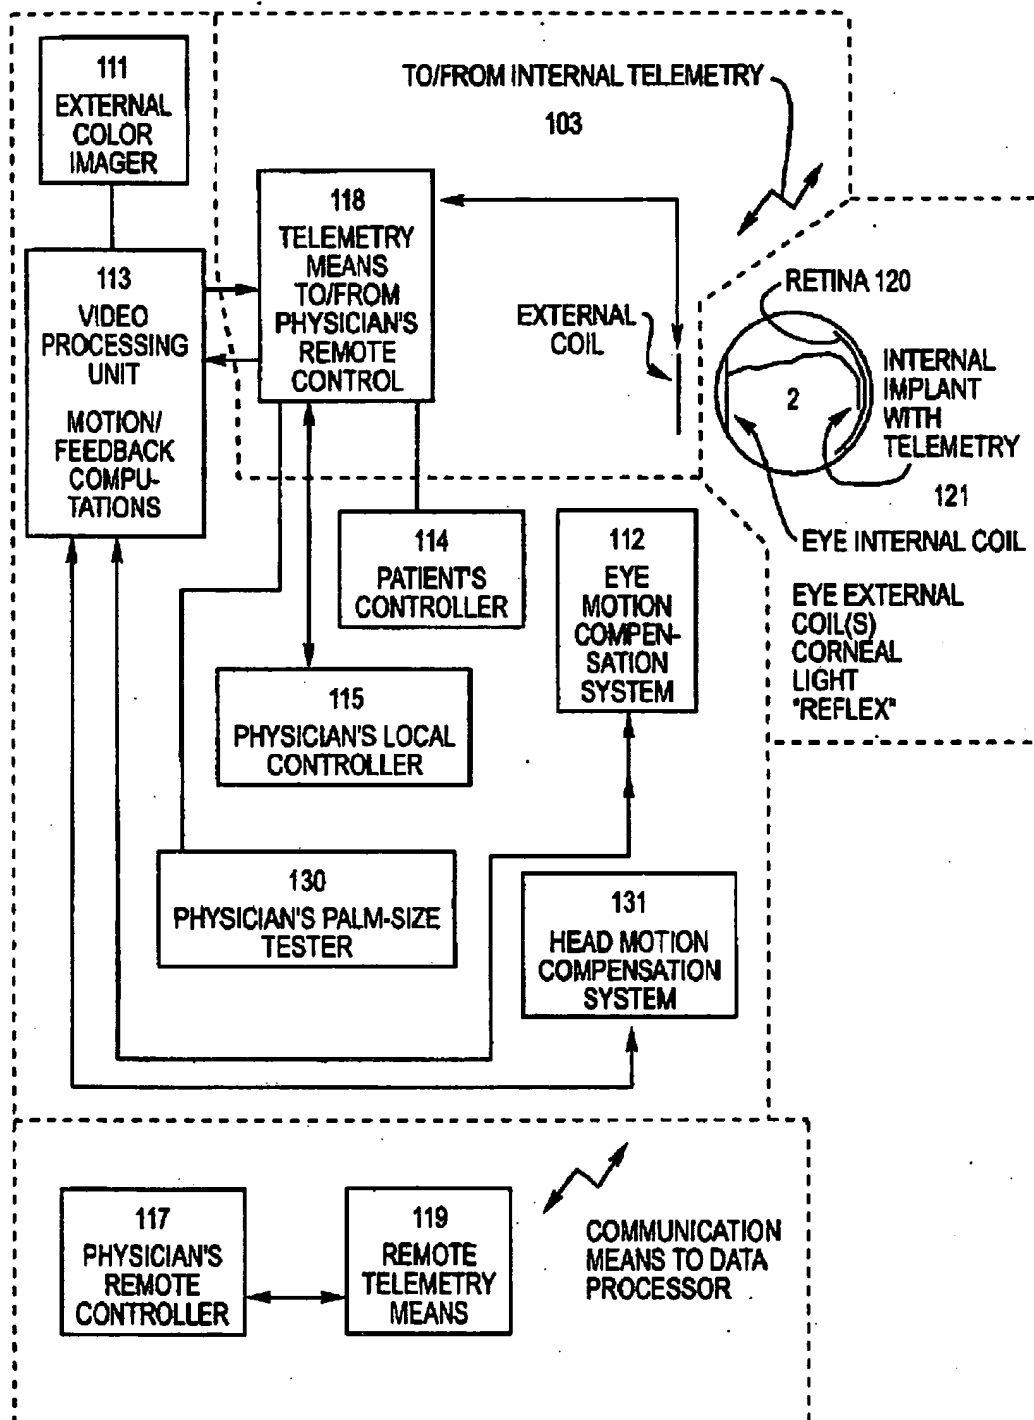 111
EXTERNAL
COLOR
IMAGER
TO/FROM INTERNAL TELEMETRY
103
118
TELEMETRY
MEANS
TO/FROM
PHYSICIAN'S
REMOTE
CONTROL
113
VIDEO
PROCESSING
UNIT
MOTION/
FEEDBACK
COMPU-
TATIONS
EXTERNAL
COIL
RETINA 120
2
INTERNAL
IMPLANT
WITH
TELEMETRY
121
EYE INTERNAL COIL
EYE EXTERNAL
COIL(S)
CORNEAL
LIGHT
"REFLEX"
114
PATIENT'S
CONTROLLER
112
EYE
MOTION
COMPEN-
SATION
SYSTEM
115
PHYSICIAN'S LOCAL
CONTROLLER
130
PHYSICIAN'S PALM-SIZE
TESTER
131
HEAD MOTION
COMPENSATION
SYSTEM
117
PHYSICIAN'S
REMOTE
CONTROLLER
119
REMOTE
TELEMETRY
MEANS
COMMUNICATION
MEANS TO DATA
PROCESSOR